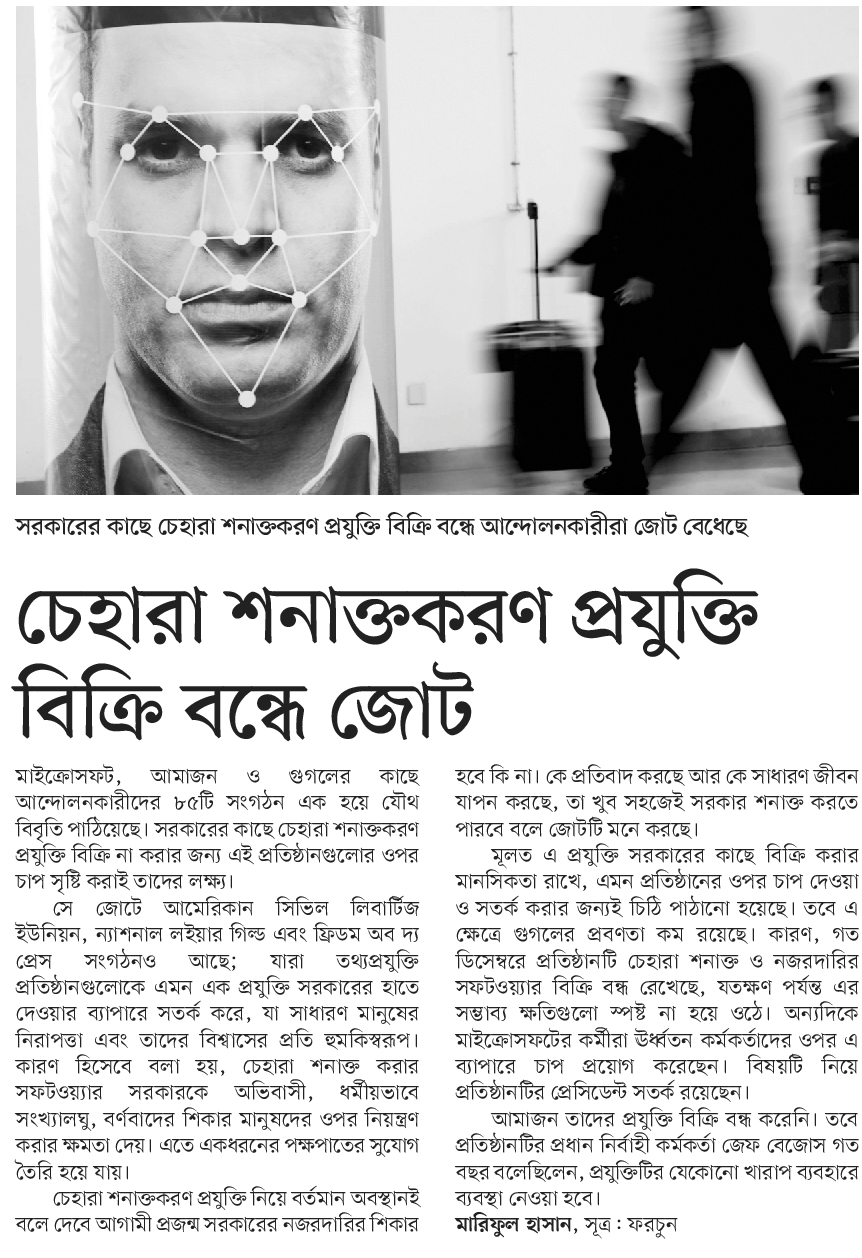 সরকারের কাছে চেহারা শনাক্তকরণ প্রযুক্তি বিক্রি বন্ধে আন্দোলনকারীরা জোট বেধেছে
চেহারা শনাক্তকরণ প্রযুক্তি
বিক্রি বন্ধে জোট
মাইক্রোসফট, আমাজন ও গুগলের কাছে
আন্দোলনকারীদের ৮৫টি সংগঠন এক হয়ে যৌথ
বিবৃতি পাঠিয়েছে। সরকারের কাছে চেহারা শনাক্তকরণ
প্রযুক্তি বিক্রি না করার জন্য এই প্রতিষ্ঠানগুলোর ওপর
চাপ সৃষ্টি করাই তাদের লক্ষ্য।
সে জোটে আমেরিকান সিভিল লিবার্টিজ
ইউনিয়ন, ন্যাশনাল লইয়ার গিল্ড এবং ফ্রিডম অব দ্য
প্রেস সংগঠনও আছে; যারা তথ্যপ্রযুক্তি
প্রতিষ্ঠানগুলোকে এমন এক প্রযুক্তি সরকারের হাতে
দেওয়ার ব্যাপারে সতর্ক করে, যা সাধারণ মানুষের
নিরাপত্তা এবং তাদের বিশ্বাসের প্রতি হুমকিস্বরূপ।
কারণ হিসেবে বলা হয়, চেহারা শনাক্ত করার
সফটওয়্যার সরকারকে অভিবাসী, ধর্মীয়ভাবে
সংখ্যালঘু, বর্ণবাদের শিকার মানুষদের ওপর নিয়ন্ত্রণ
করার ক্ষমতা দেয়। এতে একধরনের পক্ষপাতের সুযোগ
তৈরি হয়ে যায়।
চেহারা শনাক্তকরণ প্রযুক্তি নিয়ে বর্তমান অবস্থানই
বলে দেবে আগামী প্রজন্ম সরকারের নজরদারির শিকার
হবে কি না। কে প্রতিবাদ করছে আর কে সাধারণ জীবন
যাপন করছে, তা খুব সহজেই সরকার শনাক্ত করতে
পারবে বলে জোটটি মনে করছে।
মূলত এ প্রযুক্তি সরকারের কাছে বিক্রি করার
মানসিকতা রাখে, এমন প্রতিষ্ঠানের ওপর চাপ দেওয়া
ও সতর্ক করার জন্যই চিঠি পাঠানো হয়েছে। তবে এ
ক্ষেত্রে গুগলের প্রবণতা কম রয়েছে। কারণ, গত
ডিসেম্বরে প্রতিষ্ঠানটি চেহারা শনাক্ত ও নজরদারির
সফটওয়্যার বিক্রি বন্ধ রেখেছে, যতক্ষণ পর্যন্ত এর
সম্ভাব্য ক্ষতিগুলো স্পষ্ট না হয়ে ওঠে। অন্যদিকে
মাইক্রোসফটের কর্মীরা ঊর্ধ্বতন কর্মকর্তাদের ওপর এ
ব্যাপারে চাপ প্রয়োগ করেছেন। বিষয়টি নিয়ে
প্রতিষ্ঠানটির প্রেসিডেন্ট সতর্ক রয়েছেন।
আমাজন তাদের প্রযুক্তি বিক্রি বন্ধ করেনি। তবে
প্রতিষ্ঠানটির প্রধান নির্বাহী কর্মকর্তা জেফ বেজোস গত
বছর বলেছিলেন, প্রযুক্তিটির যেকোনো খারাপ ব্যবহারে
ব্যবস্থা নেওয়া হবে।
মারিফুল হাসান, সূত্র : ফরচুন